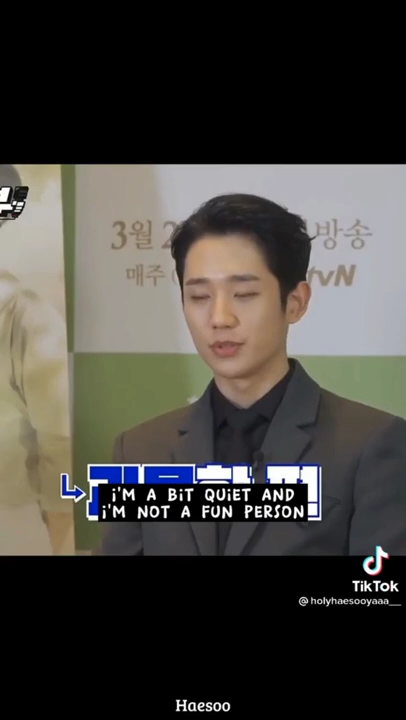 3월 2
방송
매주
tvN
I'M A BIT QUIET AND
I'M NOT A FUN PERSON
TikTok
@holyhaesooyaaa__
Haesoo